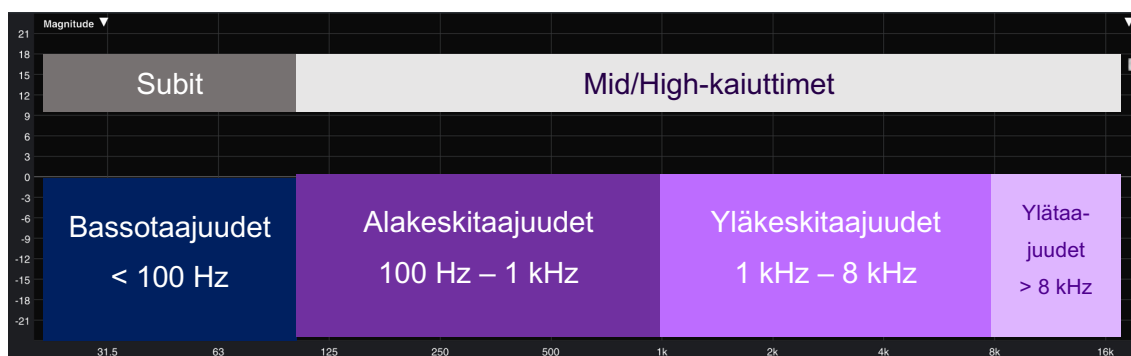 Magnitude
21
18
15
12
9
6
3
0
-3
-6
-9
-12
-15
-18
-21
Subit
Mid/High-kaiuttimet
Bassotaajuudet
< 100 Hz
Alakeskitaajuudet
100 Hz – 1 kHz
Yläkeskitaajuudet
1 kHz – 8 kHz
Ylätaa-
juudet
> 8 kHz
31.5 63 125 250 500 1k 2k 4k 8k 16k